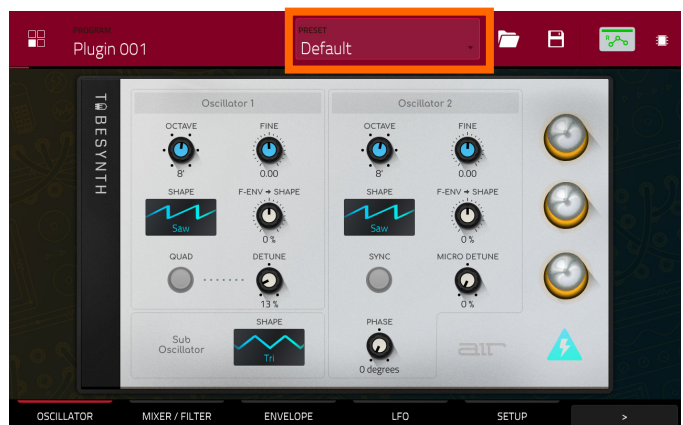 PROGRAM
Plugin 001
PRESET
Default
TUBESYNTH
Oscillator 1
OCTAVE
FINE
8'
0.00
SHAPE
F-ENV → SHAPE
Saw
0 %
QUAD
DETUNE
13 %
Sub
Oscillator
SHAPE
Tri
Oscillator 2
OCTAVE
FINE
8'
0.00
SHAPE
F-ENV → SHAPE
Saw
0 %
SYNC
MICRO DETUNE
0 %
PHASE
0 degrees
air
OSCILLATOR
MIXER / FILTER
ENVELOPE
LFO
SETUP
>